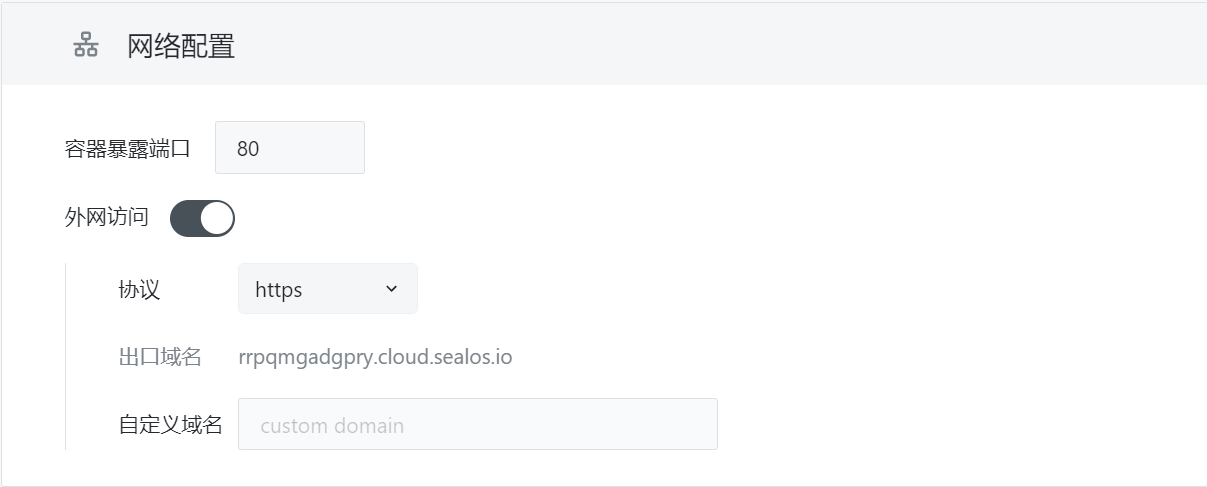 网络配置
容器暴露端口 80
外网访问
协议 https
出口域名 rrpqmgadgpry.cloud.sealos.io
自定义域名 custom domain